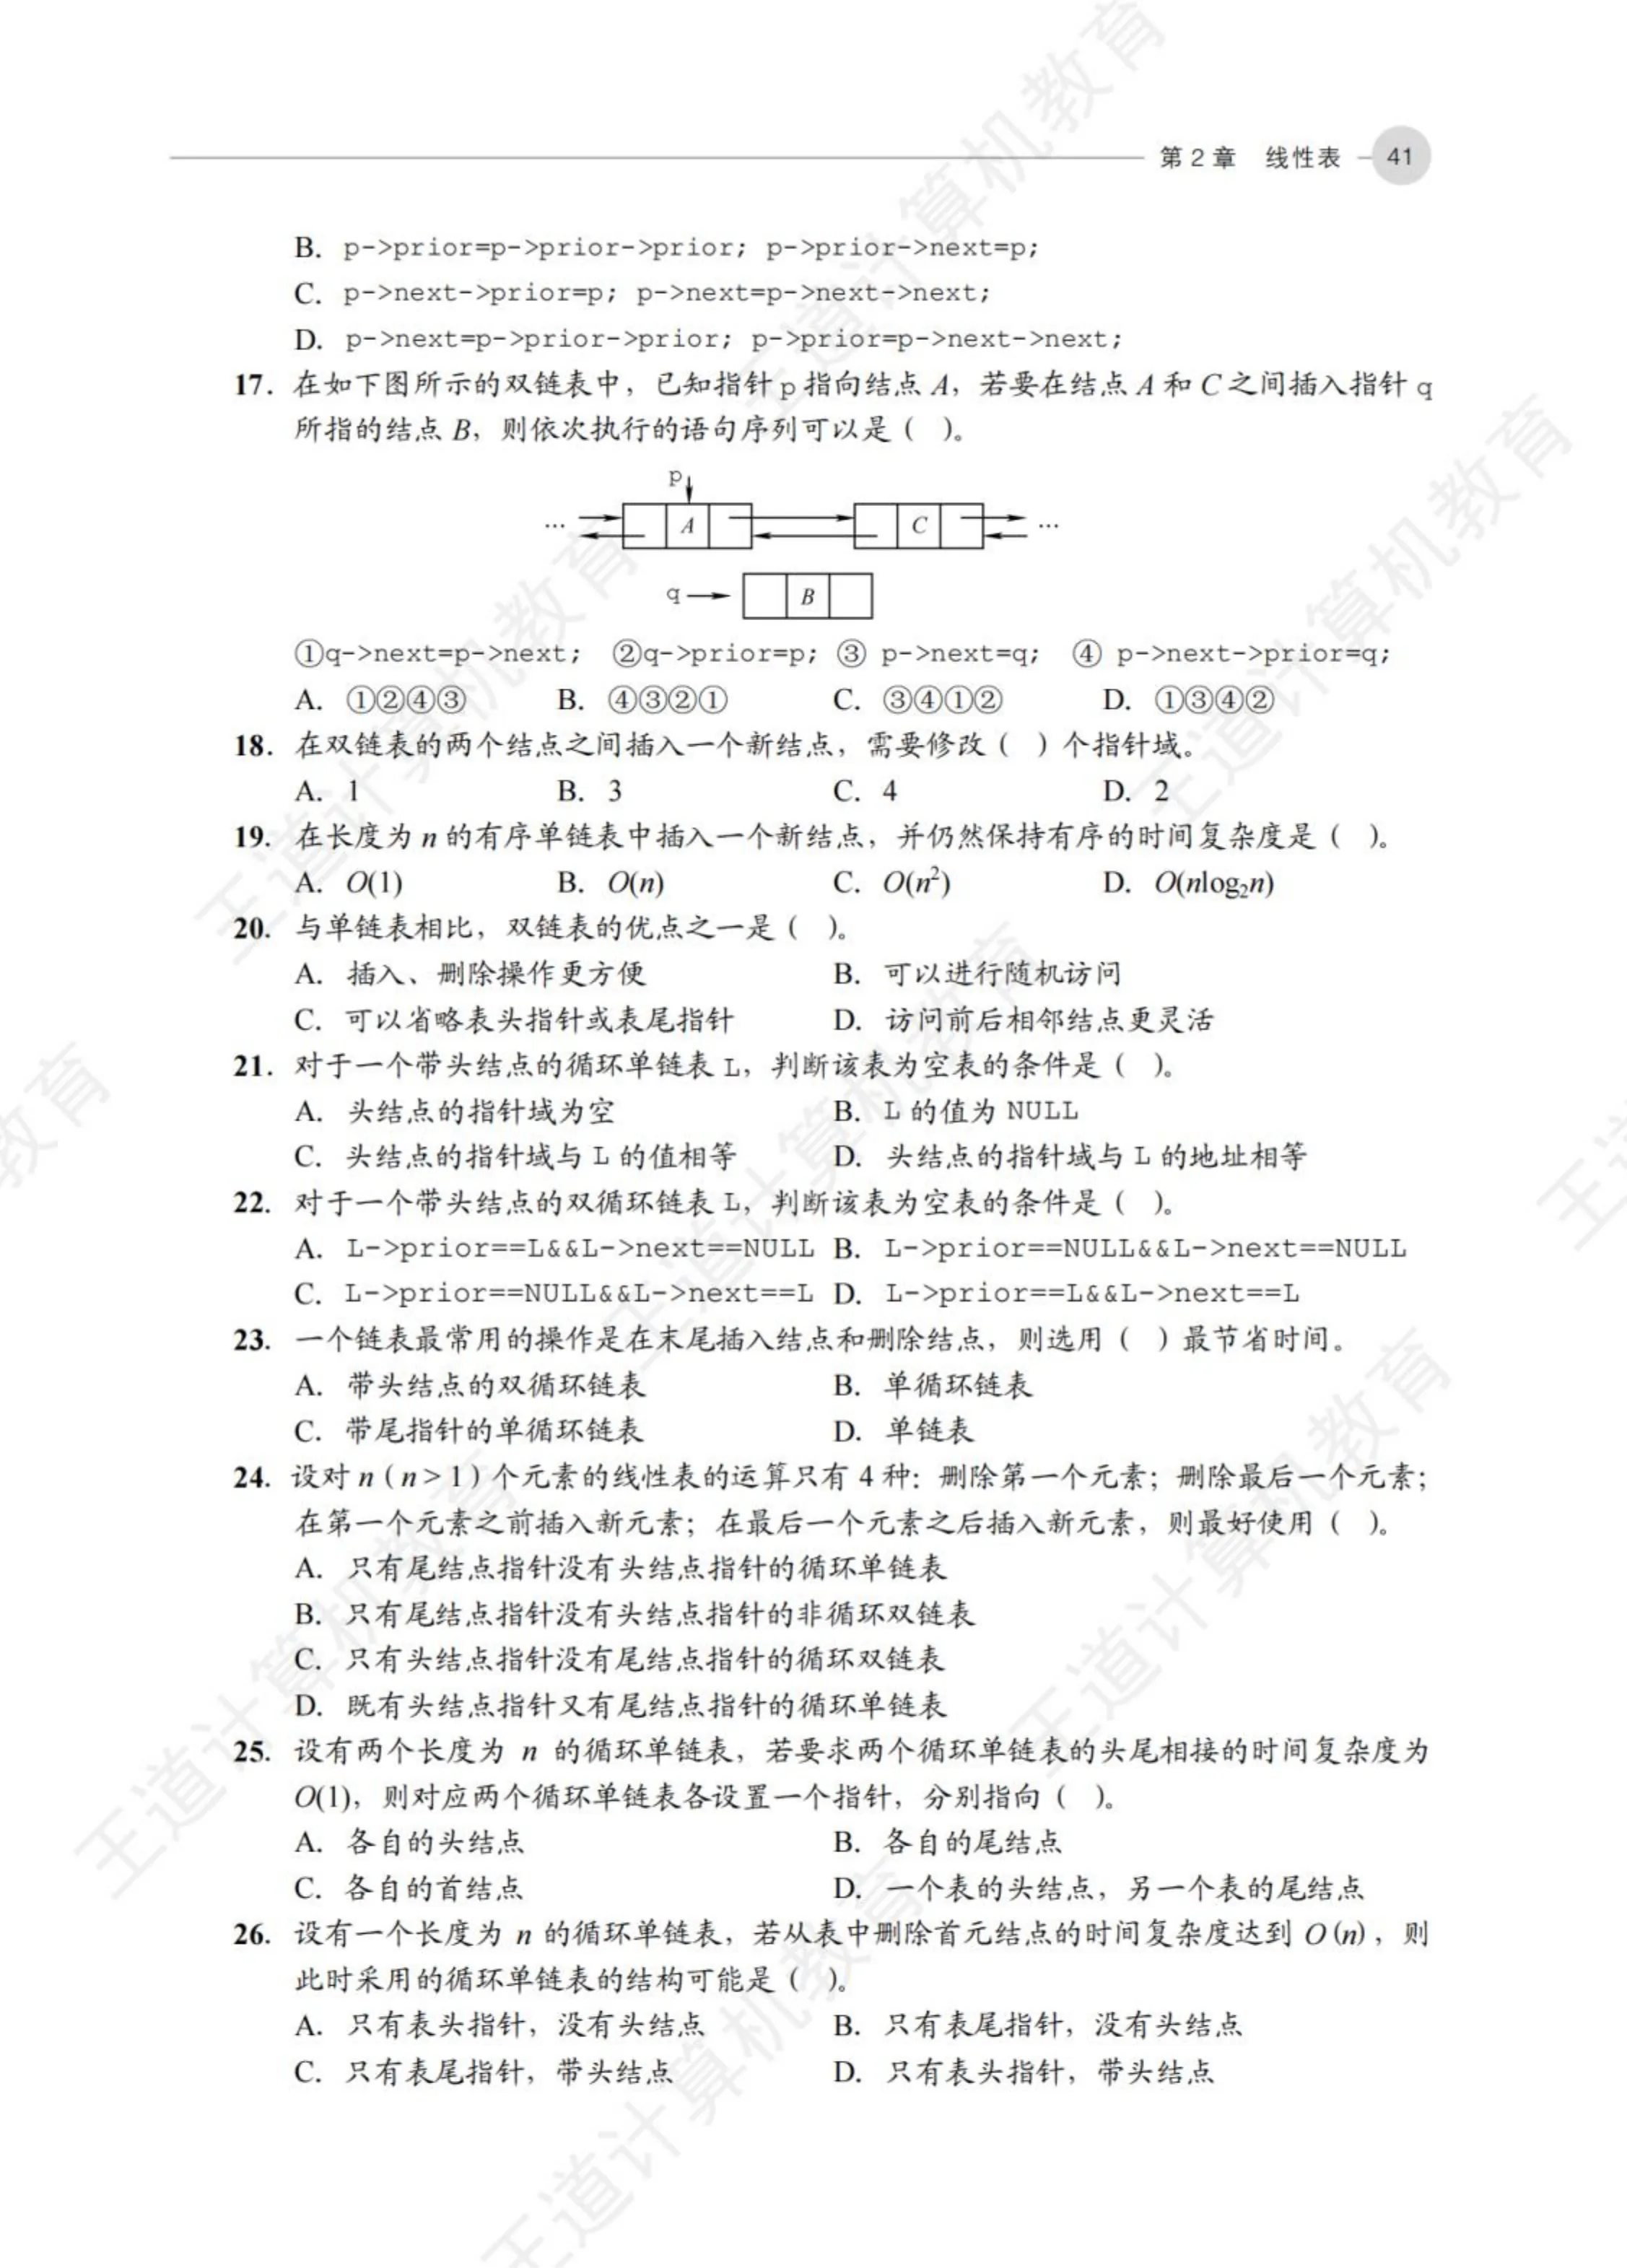 第 2 章 线性表 41
B. p->prior=p->prior->prior; p->prior->next=p;
C. p->next->prior=p; p->next=p->next->next;
D. p->next=p->prior->prior; p->prior=p->next->next;
17. 在如下图所示的双链表中，已知指针 p 指向结点 A，若要在结点 A 和 C 之间插入指针 q
所指的结点 B，则依次执行的语句序列可以是（ ）。
p
… A C …
q B
①q->next=p->next; ②q->prior=p; ③ p->next=q; ④ p->next->prior=q;
A. ①②④③ B. ④③②① C. ③④①② D. ①③④②
18. 在双链表的两个结点之间插入一个新结点，需要修改（ ）个指针域。
A. 1 B. 3 C. 4 D. 2
19. 在长度为 n 的有序单链表中插入一个新结点，并仍然保持有序的时间复杂度是（ ）。
A. O(1) B. O(n) C. O(n²) D. O(nlog₂n)
20. 与单链表相比，双链表的优点之一是（ ）。
A. 插入、删除操作更方便 B. 可以进行随机访问
C. 可以省略表头指针或表尾指针 D. 访问前后相邻结点更灵活
21. 对于一个带头结点的循环单链表 L，判断该表为空表的条件是（ ）。
A. 头结点的指针域为空 B. L 的值为 NULL
C. 头结点的指针域与 L 的值相等 D. 头结点的指针域与 L 的地址相等
22. 对于一个带头结点的双循环链表 L，判断该表为空表的条件是（ ）。
A. L->prior==L&&L->next==NULL B. L->prior==NULL&&L->next==NULL
C. L->prior==NULL&&L->next==L D. L->prior==L&&L->next==L
23. 一个链表最常用的操作是在末尾插入结点和删除结点，则选用（ ）最节省时间。
A. 带头结点的双循环链表 B. 单循环链表
C. 带尾指针的单循环链表 D. 单链表
24. 设对 n（n > 1）个元素的线性表的运算只有 4 种：删除第一个元素；删除最后一个元素；
在第一个元素之前插入新元素；在最后一个元素之后插入新元素，则最好使用（ ）。
A. 只有尾结点指针没有头结点指针的循环单链表
B. 只有尾结点指针没有头结点指针的非循环双链表
C. 只有头结点指针没有尾结点指针的循环双链表
D. 既有头结点指针又有尾结点指针的循环单链表
25. 设有两个长度为 n 的循环单链表，若要求两个循环单链表的头尾相接的时间复杂度为
O(1)，则对应两个循环单链表各设置一个指针，分别指向（ ）。
A. 各自的头结点 B. 各自的尾结点
C. 各自的首结点 D. 一个表的头结点，另一个表的尾结点
26. 设有一个长度为 n 的循环单链表，若从表中删除首元结点的时间复杂度达到 O(n)，则
此时采用的循环单链表的结构可能是（ ）。
A. 只有表头指针，没有头结点 B. 只有表尾指针，没有头结点
C. 只有表尾指针，带头结点 D. 只有表头指针，带头结点
王道计算机教育